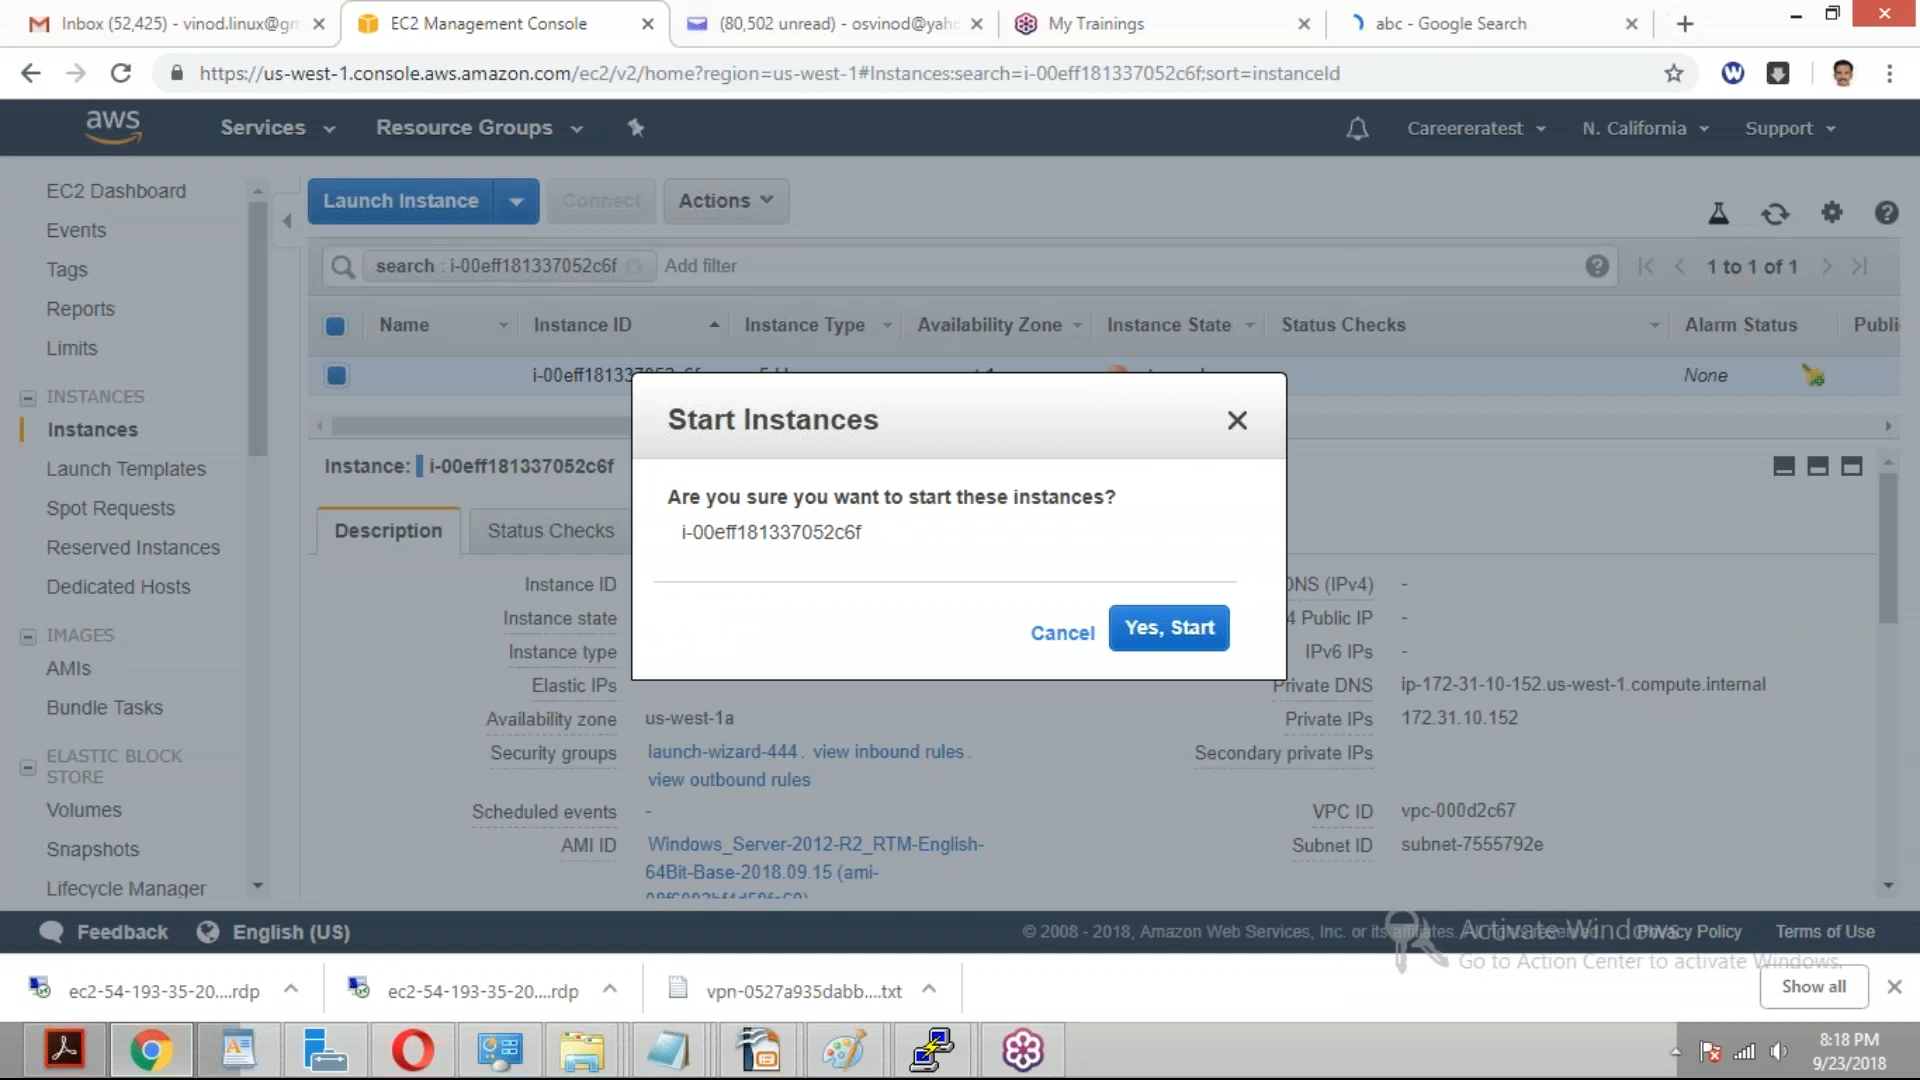 Inbox (52,425) - vinod.linux@gm
EC2 Management Console
(80,502 unread) - osvinod@yaho
My Trainings
abc - Google Search
https://us-west-1.console.aws.amazon.com/ec2/v2/home?region=us-west-1#Instances:search=i-00eff181337052c6f;sort=instanceId
aws
Services
Resource Groups
Careereratest
N. California
Support
EC2 Dashboard
Events
Tags
Reports
Limits
INSTANCES
Instances
Launch Templates
Spot Requests
Reserved Instances
Dedicated Hosts
IMAGES
AMIs
Bundle Tasks
ELASTIC BLOCK
STORE
Volumes
Snapshots
Lifecycle Manager
Launch Instance
Connect
Actions
search : i-00eff181337052c6f
Add filter
1 to 1 of 1
Name
Instance ID
Instance Type
Availability Zone
Instance State
Status Checks
Alarm Status
Publi
None
Instance: i-00eff181337052c6f
Description
Status Checks
Start Instances
Are you sure you want to start these instances?
i-00eff181337052c6f
Cancel
Yes, Start
Instance ID
Instance state
Instance type
Elastic IPs
Availability zone
us-west-1a
Security groups
launch-wizard-444. view inbound rules.
view outbound rules
Scheduled events
-
AMI ID
Windows_Server-2012-R2_RTM-English-
64Bit-Base-2018.09.15 (ami-
DNS (IPv4)
-
4 Public IP
-
IPv6 IPs
-
Private DNS
ip-172-31-10-152.us-west-1.compute.internal
Private IPs
172.31.10.152
Secondary private IPs
VPC ID
vpc-000d2c67
Subnet ID
subnet-7555792e
Feedback
English (US)
© 2008 - 2018, Amazon Web Services, Inc. or its affiliates. All rights reserved.
Privacy Policy
Terms of Use
Activate Windows
Go to Action Center to activate Windows.
ec2-54-193-35-20....rdp
ec2-54-193-35-20....rdp
vpn-0527a935dabb....txt
Show all
8:18 PM
9/23/2018